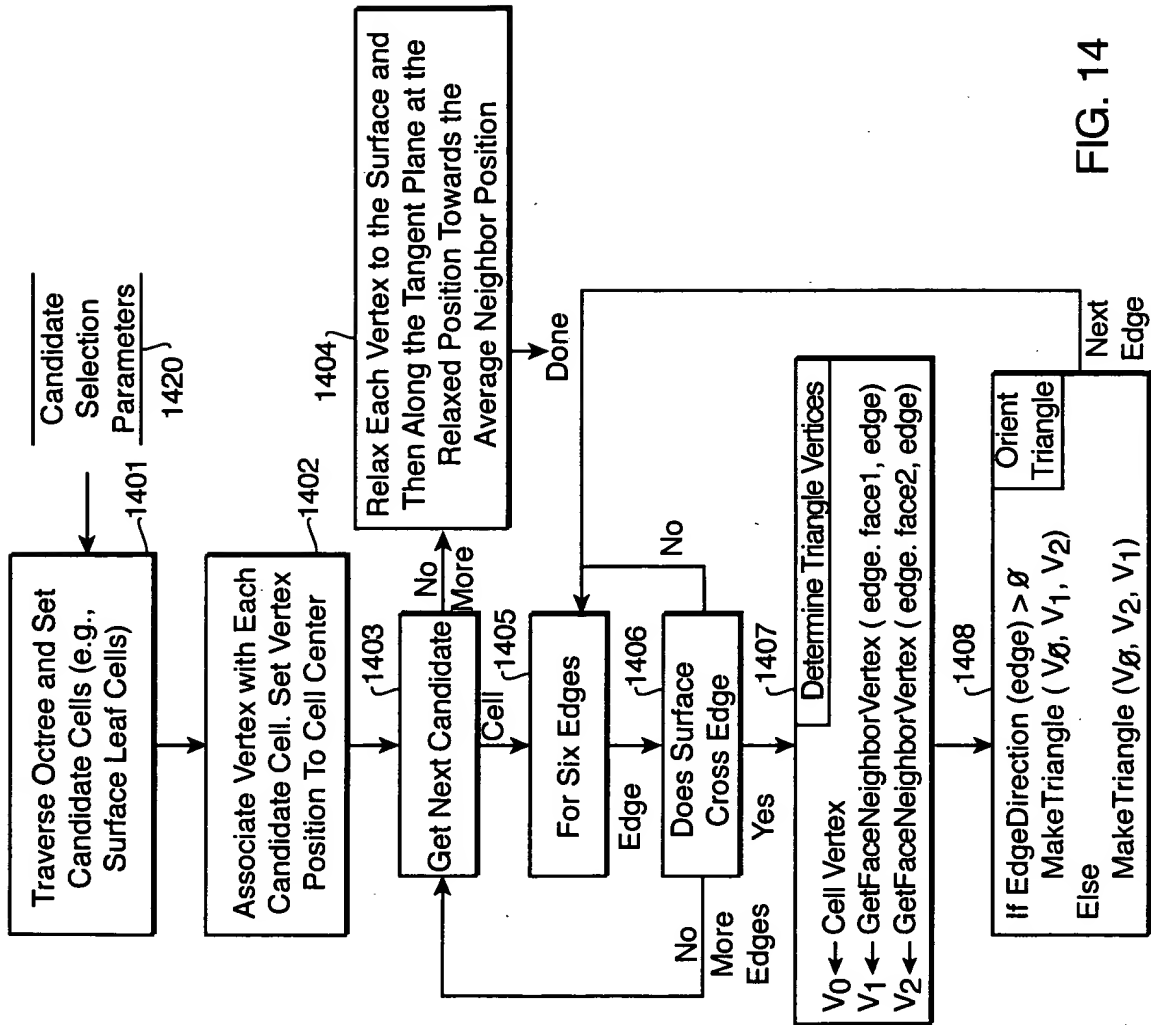 Candidate
Selection
Parameters
1420
Traverse Octree and Set
Candidate Cells (e.g.,
Surface Leaf Cells)
1401
Associate Vertex with Each
Candidate Cell. Set Vertex
Position To Cell Center
1402
Get Next Candidate
1403
No
More
Relax Each Vertex to the Surface and
Then Along the Tangent Plane at the
Relaxed Position Towards the
Average Neighbor Position
1404
Done
Cell
For Six Edges
1405
Edge
Does Surface
Cross Edge
1406
No
No
More
Edges
Yes
Determine Triangle Vertices
V0 ← Cell Vertex
V1 ← GetFaceNeighborVertex ( edge. face1, edge)
V2 ← GetFaceNeighborVertex ( edge. face2, edge)
1407
Orient
Triangle
If EdgeDirection (edge) > Ø
MakeTriangle ( VØ, V1, V2)
Else
MakeTriangle (VØ, V2, V1)
1408
Next
Edge
FIG. 14